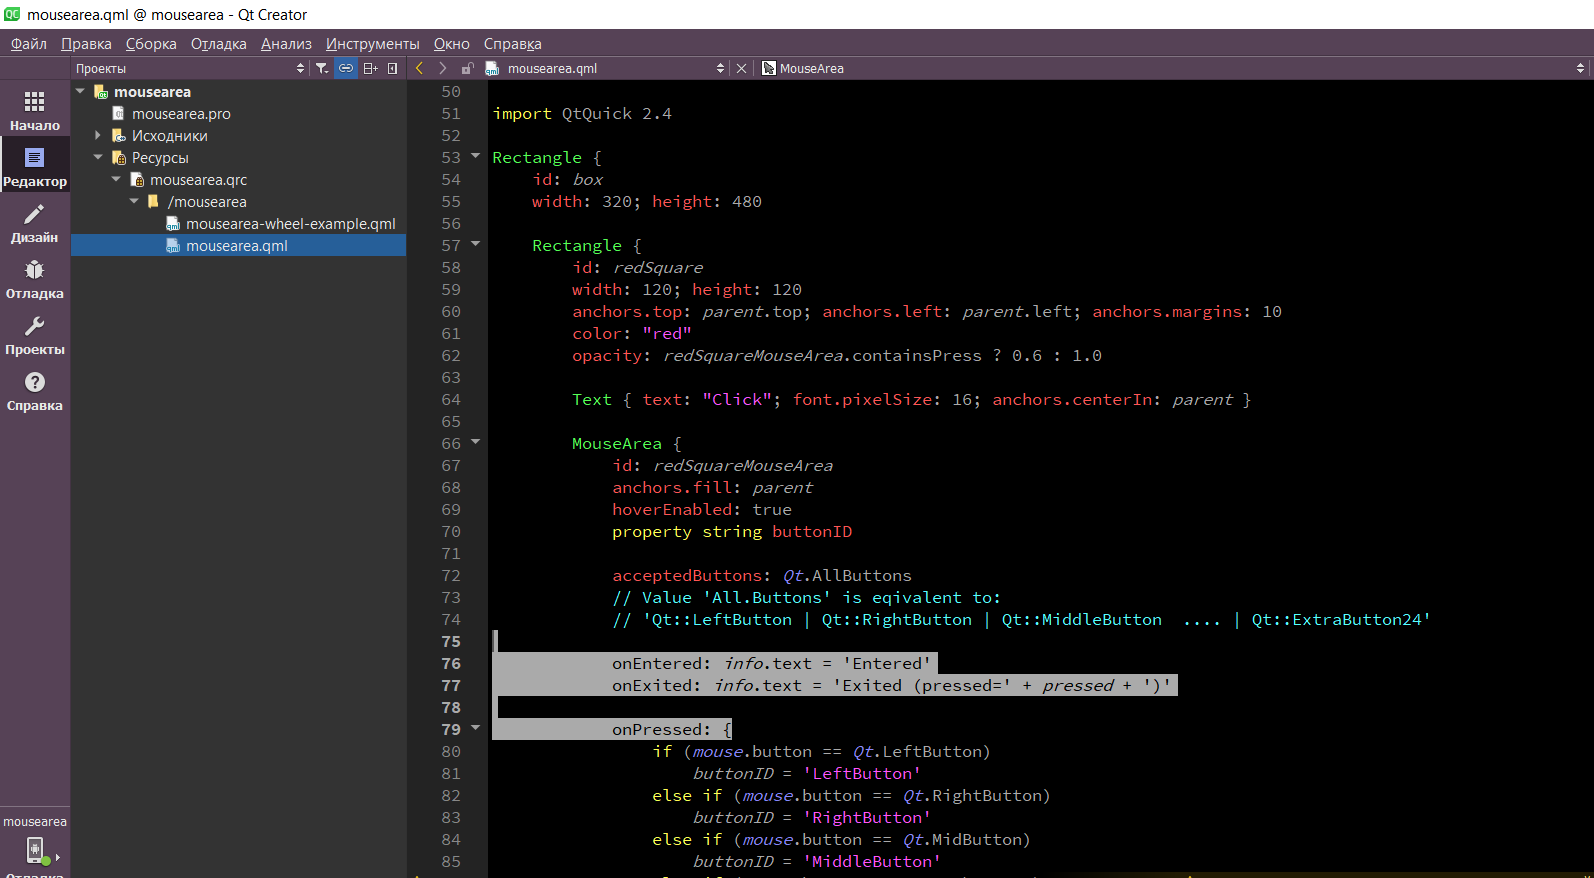 mousearea.qml @ mousearea - Qt Creator
Файл Правка Сборка Отладка Анализ Инструменты Окно Справка
Проекты
mousearea.qml
MouseArea
Начало
Редактор
Дизайн
Отладка
Проекты
Справка
mousearea
mousearea
mousearea.pro
Исходники
Ресурсы
mousearea.qrc
/mousearea
mousearea-wheel-example.qml
mousearea.qml
50
51 import QtQuick 2.4
52
53 Rectangle {
54 id: box
55 width: 320; height: 480
56
57 Rectangle {
58 id: redSquare
59 width: 120; height: 120
60 anchors.top: parent.top; anchors.left: parent.left; anchors.margins: 10
61 color: "red"
62 opacity: redSquareMouseArea.containsPress ? 0.6 : 1.0
63
64 Text { text: "Click"; font.pixelSize: 16; anchors.centerIn: parent }
65
66 MouseArea {
67 id: redSquareMouseArea
68 anchors.fill: parent
69 hoverEnabled: true
70 property string buttonID
71
72 acceptedButtons: Qt.AllButtons
73 // Value 'All.Buttons' is eqivalent to:
74 // 'Qt::LeftButton | Qt::RightButton | Qt::MiddleButton .... | Qt::ExtraButton24'
75
76 onEntered: info.text = 'Entered'
77 onExited: info.text = 'Exited (pressed=' + pressed + ')'
78
79 onPressed: {
80 if (mouse.button == Qt.LeftButton)
81 buttonID = 'LeftButton'
82 else if (mouse.button == Qt.RightButton)
83 buttonID = 'RightButton'
84 else if (mouse.button == Qt.MidButton)
85 buttonID = 'MiddleButton'